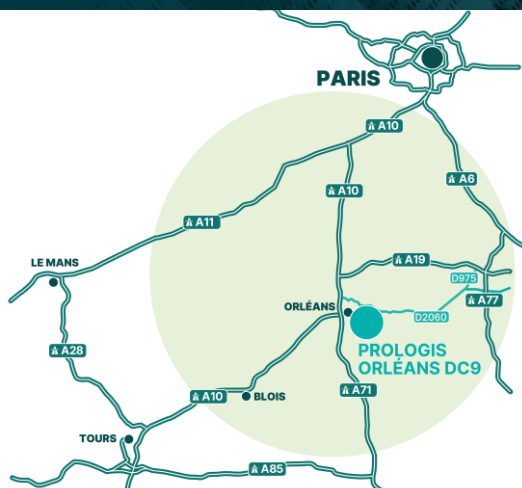 PARIS
A10
A10
A6
A11
A19
LE MANS
D975
A77
ORLÉANS
D2060
PROLOGIS
ORLÉANS DC9
A28
A10
BLOIS
A71
TOURS
A85